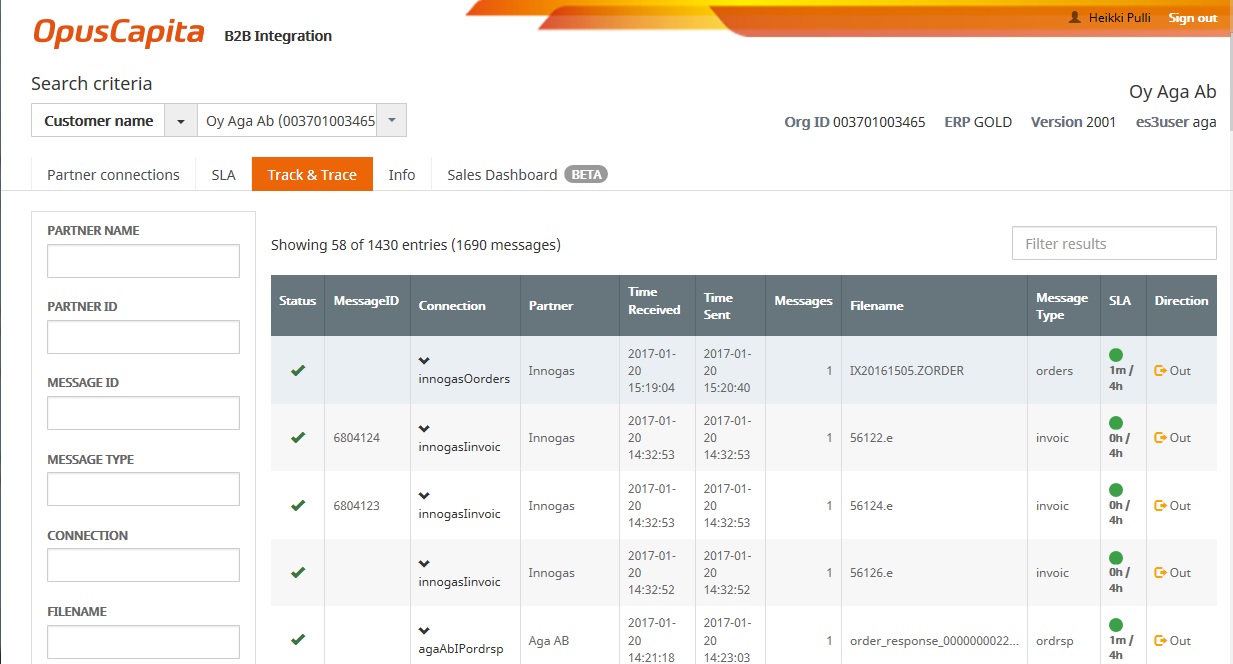 OpusCapita B2B Integration
Heikki Pulli Sign out
Search criteria
Customer name Oy Aga Ab (003701003465
Oy Aga Ab
Org ID 003701003465 ERP GOLD Version 2001 es3user aga
Partner connections SLA Track & Trace Info Sales Dashboard BETA
PARTNER NAME
PARTNER ID
MESSAGE ID
MESSAGE TYPE
CONNECTION
FILENAME
Showing 58 of 1430 entries (1690 messages)
Filter results
Status MessageID Connection Partner Time Received Time Sent Messages Filename Message Type SLA Direction
innogasOorders Innogas 2017-01-20 15:19:04 2017-01-20 15:20:40 1 IX20161505.ZORDER orders 1m / 4h Out
6804124 innogasIinvoic Innogas 2017-01-20 14:32:53 2017-01-20 14:32:53 1 56122.e invoic 0h / 4h Out
6804123 innogasIinvoic Innogas 2017-01-20 14:32:53 2017-01-20 14:32:53 1 56124.e invoic 0h / 4h Out
innogasIinvoic Innogas 2017-01-20 14:32:52 2017-01-20 14:32:52 1 56126.e invoic 0h / 4h Out
agaAbIPordrsp Aga AB 2017-01-20 14:21:18 2017-01-20 14:23:03 1 order_response_0000000022... ordrsp 1m / 4h Out